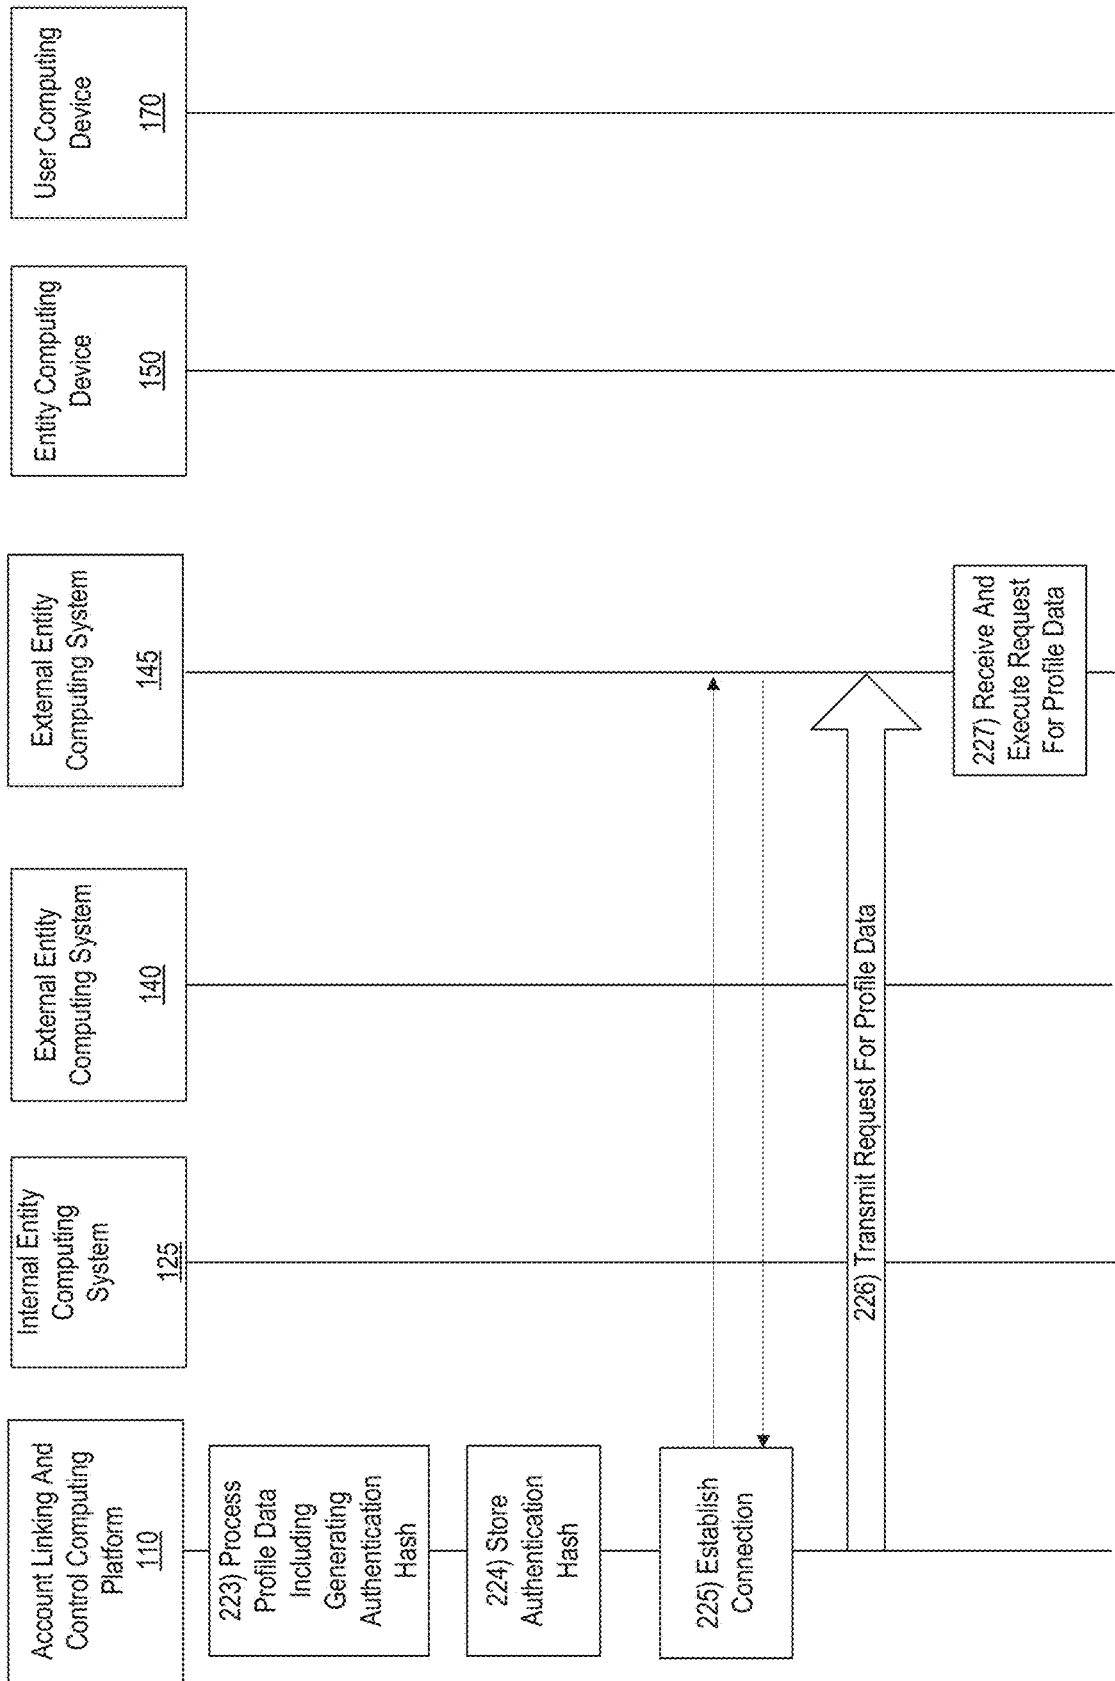 Account Linking And
Control Computing
Platform
110
Internal Entity
Computing
System
125
External Entity
Computing System
140
External Entity
Computing System
145
Entity Computing
Device
150
User Computing
Device
170
223) Process
Profile Data
Including
Generating
Authentication
Hash
224) Store
Authentication
Hash
225) Establish
Connection
226) Transmit Request For Profile Data
227) Receive And
Execute Request
For Profile Data